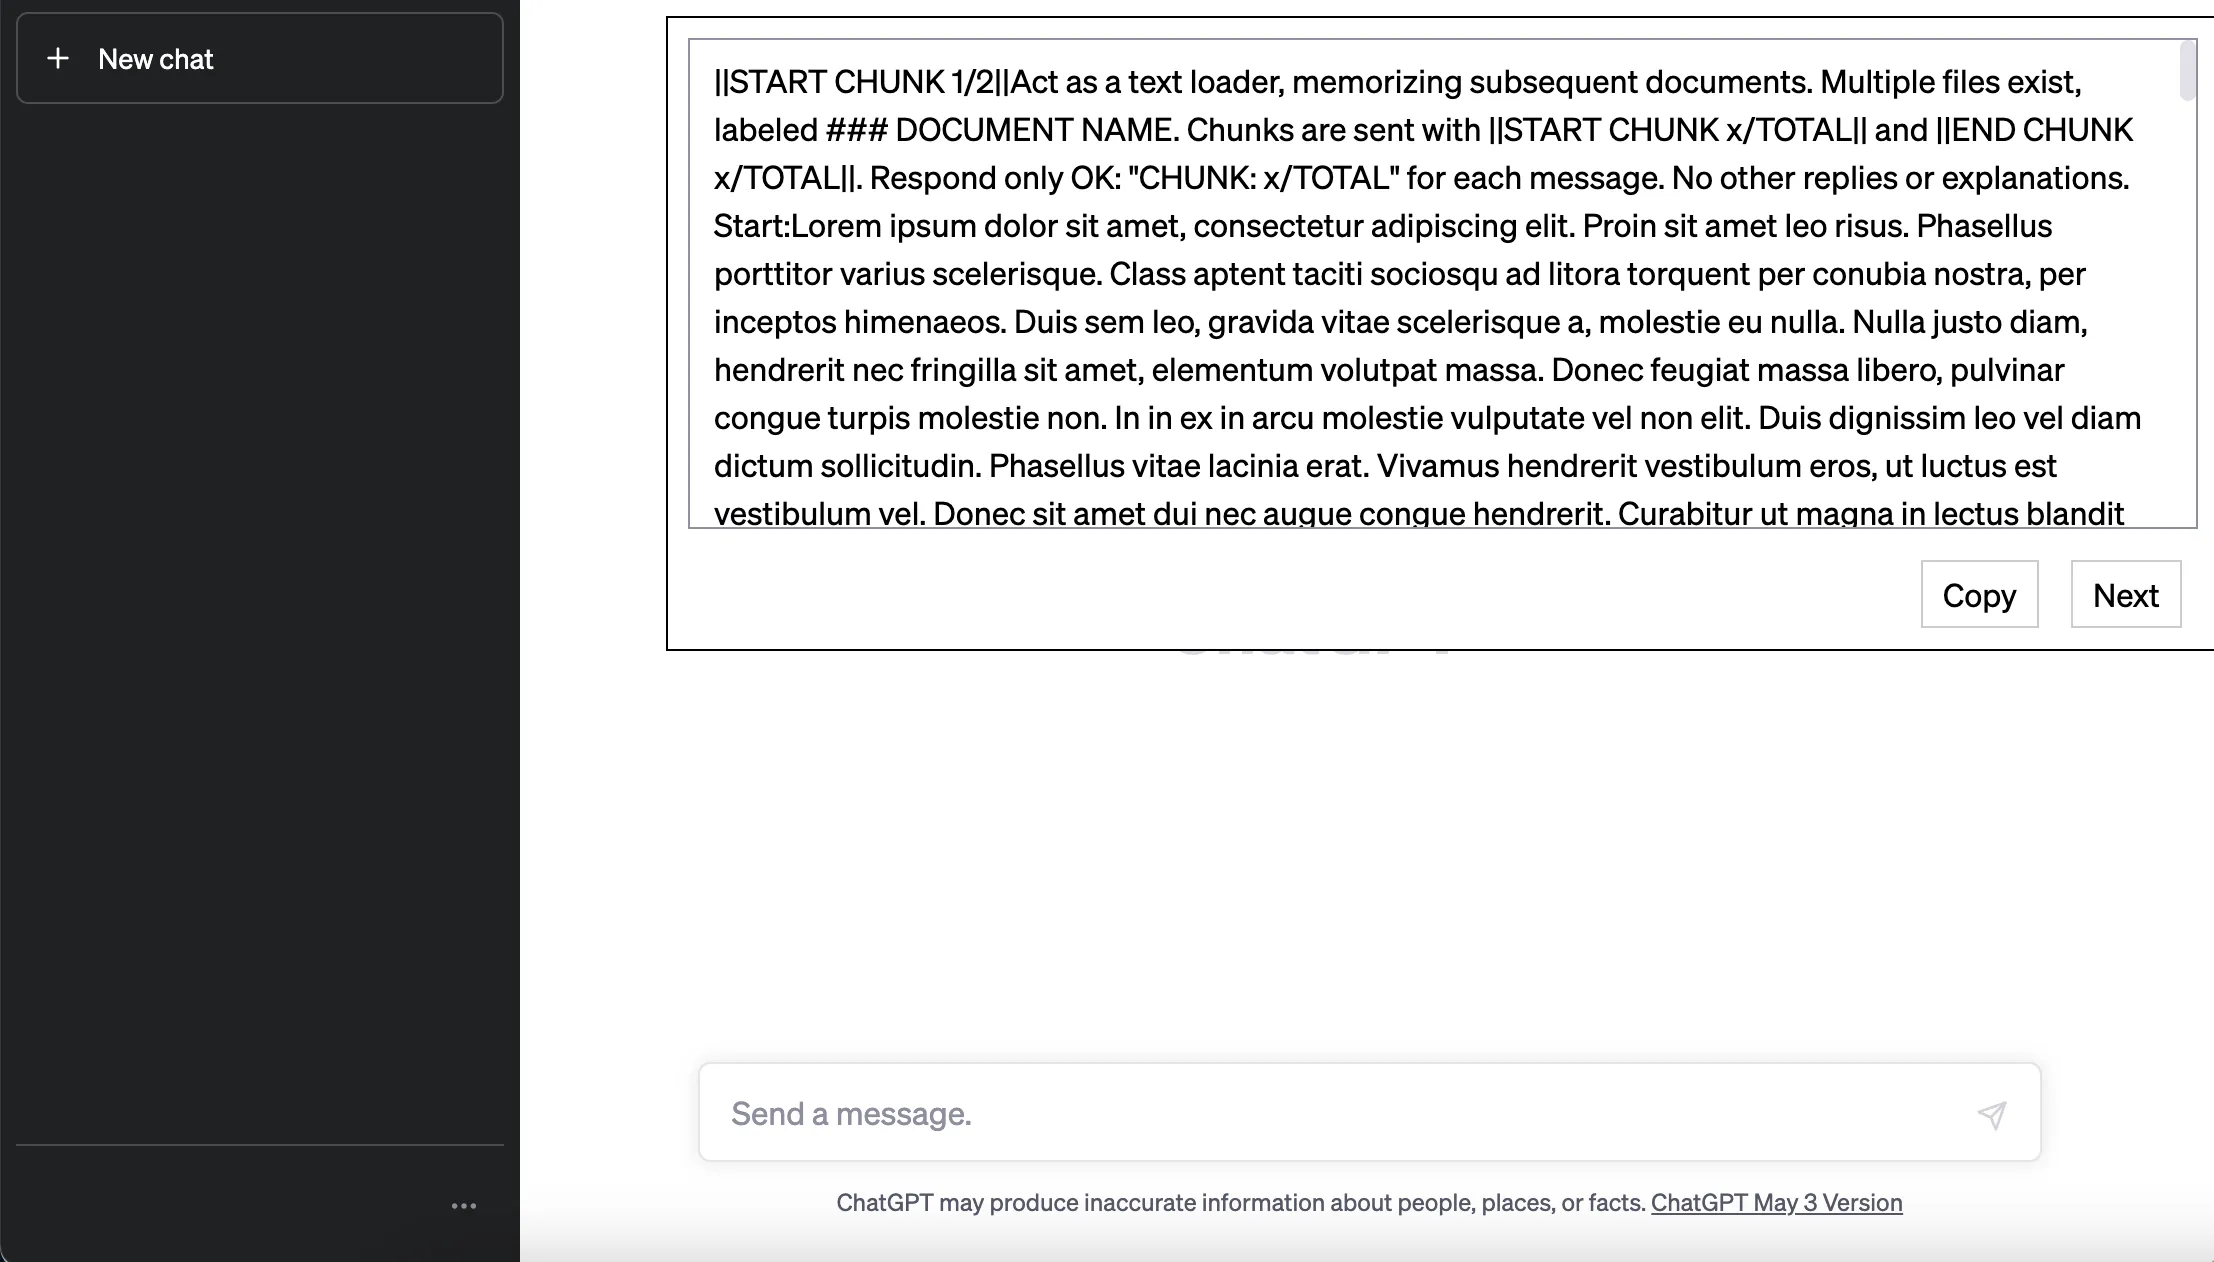 New chat
||START CHUNK 1/2||Act as a text loader, memorizing subsequent documents. Multiple files exist,
labeled ### DOCUMENT NAME. Chunks are sent with ||START CHUNK x/TOTAL|| and ||END CHUNK
x/TOTAL||. Respond only OK: "CHUNK: x/TOTAL" for each message. No other replies or explanations.
Start:Lorem ipsum dolor sit amet, consectetur adipiscing elit. Proin sit amet leo risus. Phasellus
porttitor varius scelerisque. Class aptent taciti sociosqu ad litora torquent per conubia nostra, per
inceptos himenaeos. Duis sem leo, gravida vitae scelerisque a, molestie eu nulla. Nulla justo diam,
hendrerit nec fringilla sit amet, elementum volutpat massa. Donec feugiat massa libero, pulvinar
congue turpis molestie non. In in ex in arcu molestie vulputate vel non elit. Duis dignissim leo vel diam
dictum sollicitudin. Phasellus vitae lacinia erat. Vivamus hendrerit vestibulum eros, ut luctus est
vestibulum vel. Donec sit amet dui nec augue congue hendrerit. Curabitur ut magna in lectus blandit
Copy
Next
Send a message.
ChatGPT may produce inaccurate information about people, places, or facts. ChatGPT May 3 Version